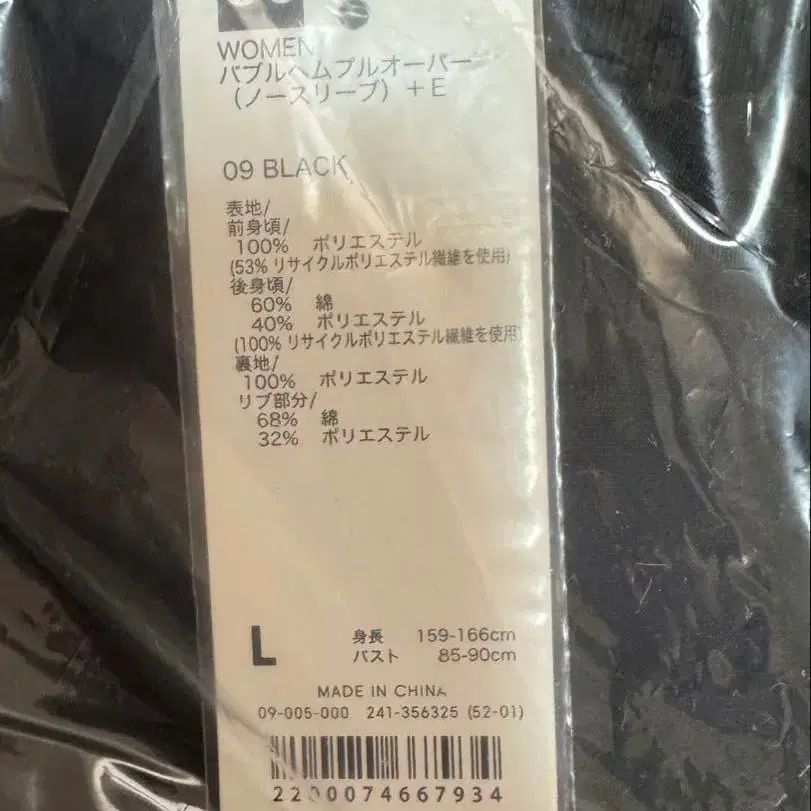 WOMEN
バブルヘムプルオーバー
(ノースリーブ) +E
09 BLACK
表地/
前身頃/
100% ポリエステル
(53% リサイクルポリエステル繊維を使用)
後身頃/
60% 綿
40% ポリエステル
(100% リサイクルポリエステル繊維を使用)
裏地/
100% ポリエステル
リブ部分/
68% 綿
32% ポリエステル
L
身長 159-166cm
バスト 85-90cm
MADE IN CHINA
09-005-000 241-356325 (52-01)
2200074667934